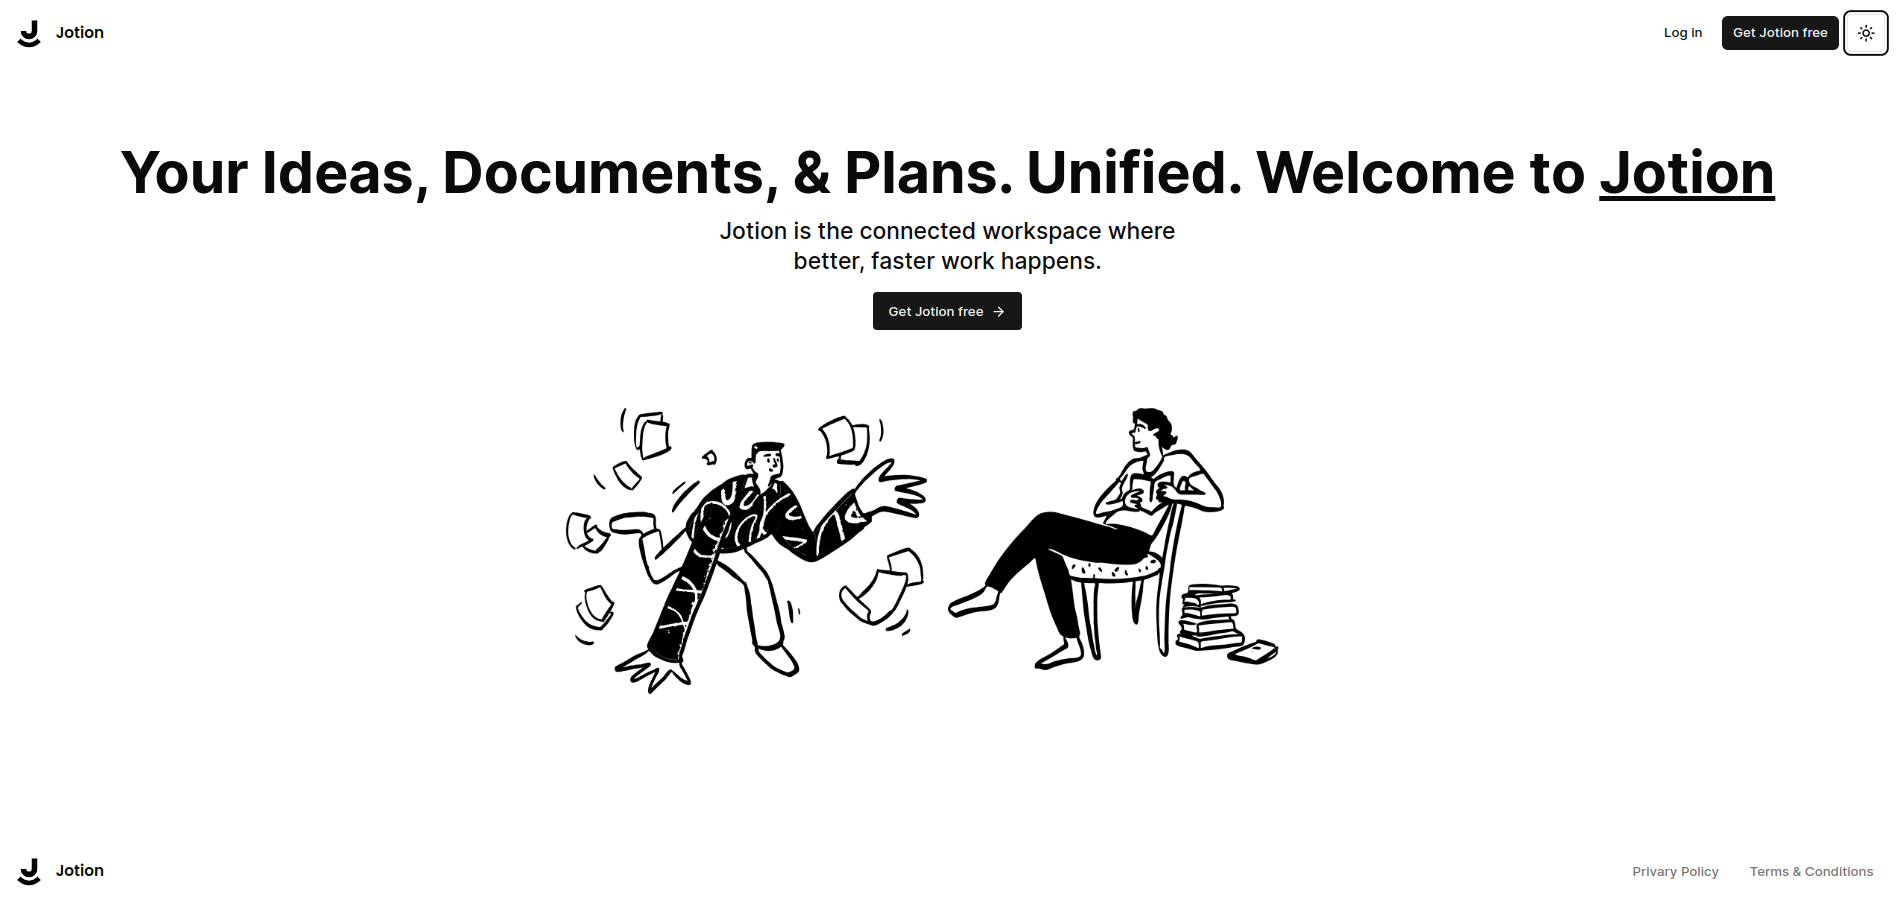 Jotion
Log in
Get Jotion free
Your Ideas, Documents, & Plans. Unified. Welcome to Jotion
Jotion is the connected workspace where
better, faster work happens.
Get Jotion free
Jotion
Privary Policy
Terms & Conditions